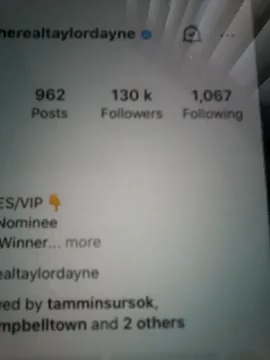 herealtaylordayne
962 130 k 1,067
Posts Followers Following
ES/VIP 👇
Nominee
Winner... more
ealtaylordayne
ved by tamminsursok,
mpbelltown and 2 others